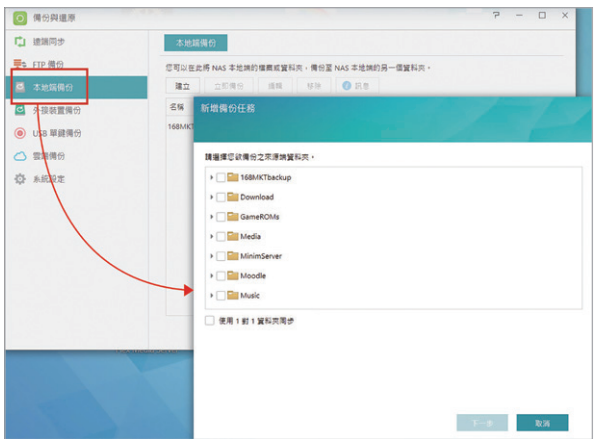 備份與還原
遠端同步
FTP 備份
本地端備份
外接裝置備份
USB 單鍵備份
雲端備份
系統設定
本地端備份
您可以在此將 NAS 本地端的檔案或資料夾，備份至 NAS 本地端的另一個資料夾。
建立 立即備份 編輯 移除 訊息
名稱
168MKT
新增備份任務
請選擇您欲備份之來源端資料夾。
168MKTbackup
Download
GameROMs
Media
MinimServer
Moodle
Music
使用 1 對 1 資料夾同步
下一步 取消